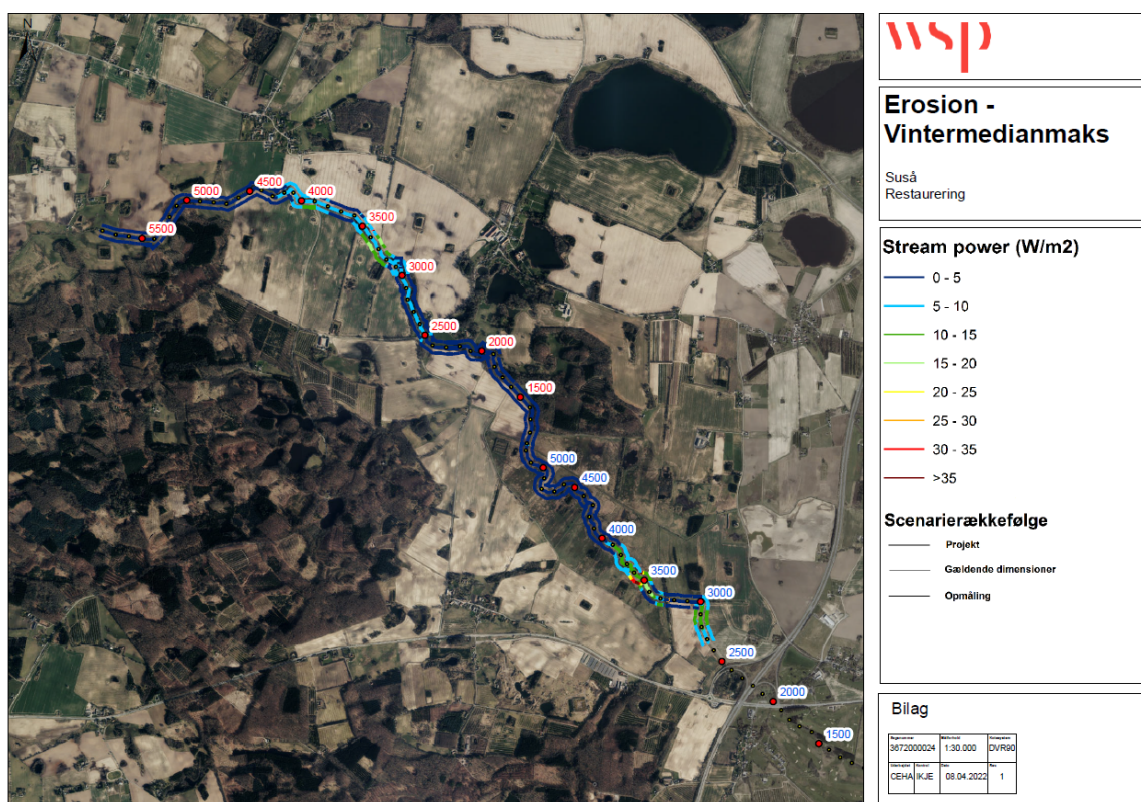 N
5000
4500
4000
5500
3500
3000
2500
2000
1500
5000
4500
4000
3500
3000
2500
2000
1500
wsp
Erosion -
Vintermedianmaks
Suså
Restaurering
Stream power (W/m2)
0 - 5
5 - 10
10 - 15
15 - 20
20 - 25
25 - 30
30 - 35
>35
Scenarierækkefølge
Projekt
Gældende dimensioner
Opmåling
Bilag
3672000024 1:30.000 DVR90
CEHA IKJE 08.04.2022 1